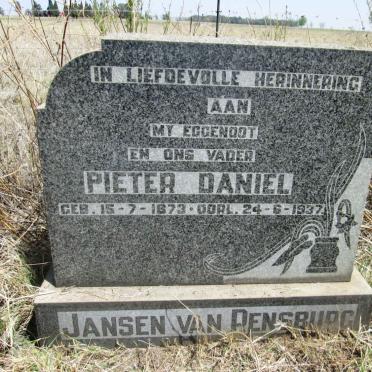 IN LIEFDEVOLLE HERINNERING
AAN
MY EGGENOOT
EN ONS VADER
PIETER DANIEL
GEB. 15-7-1873 · OORL. 24-6-1937
JANSEN VAN RENSBURG